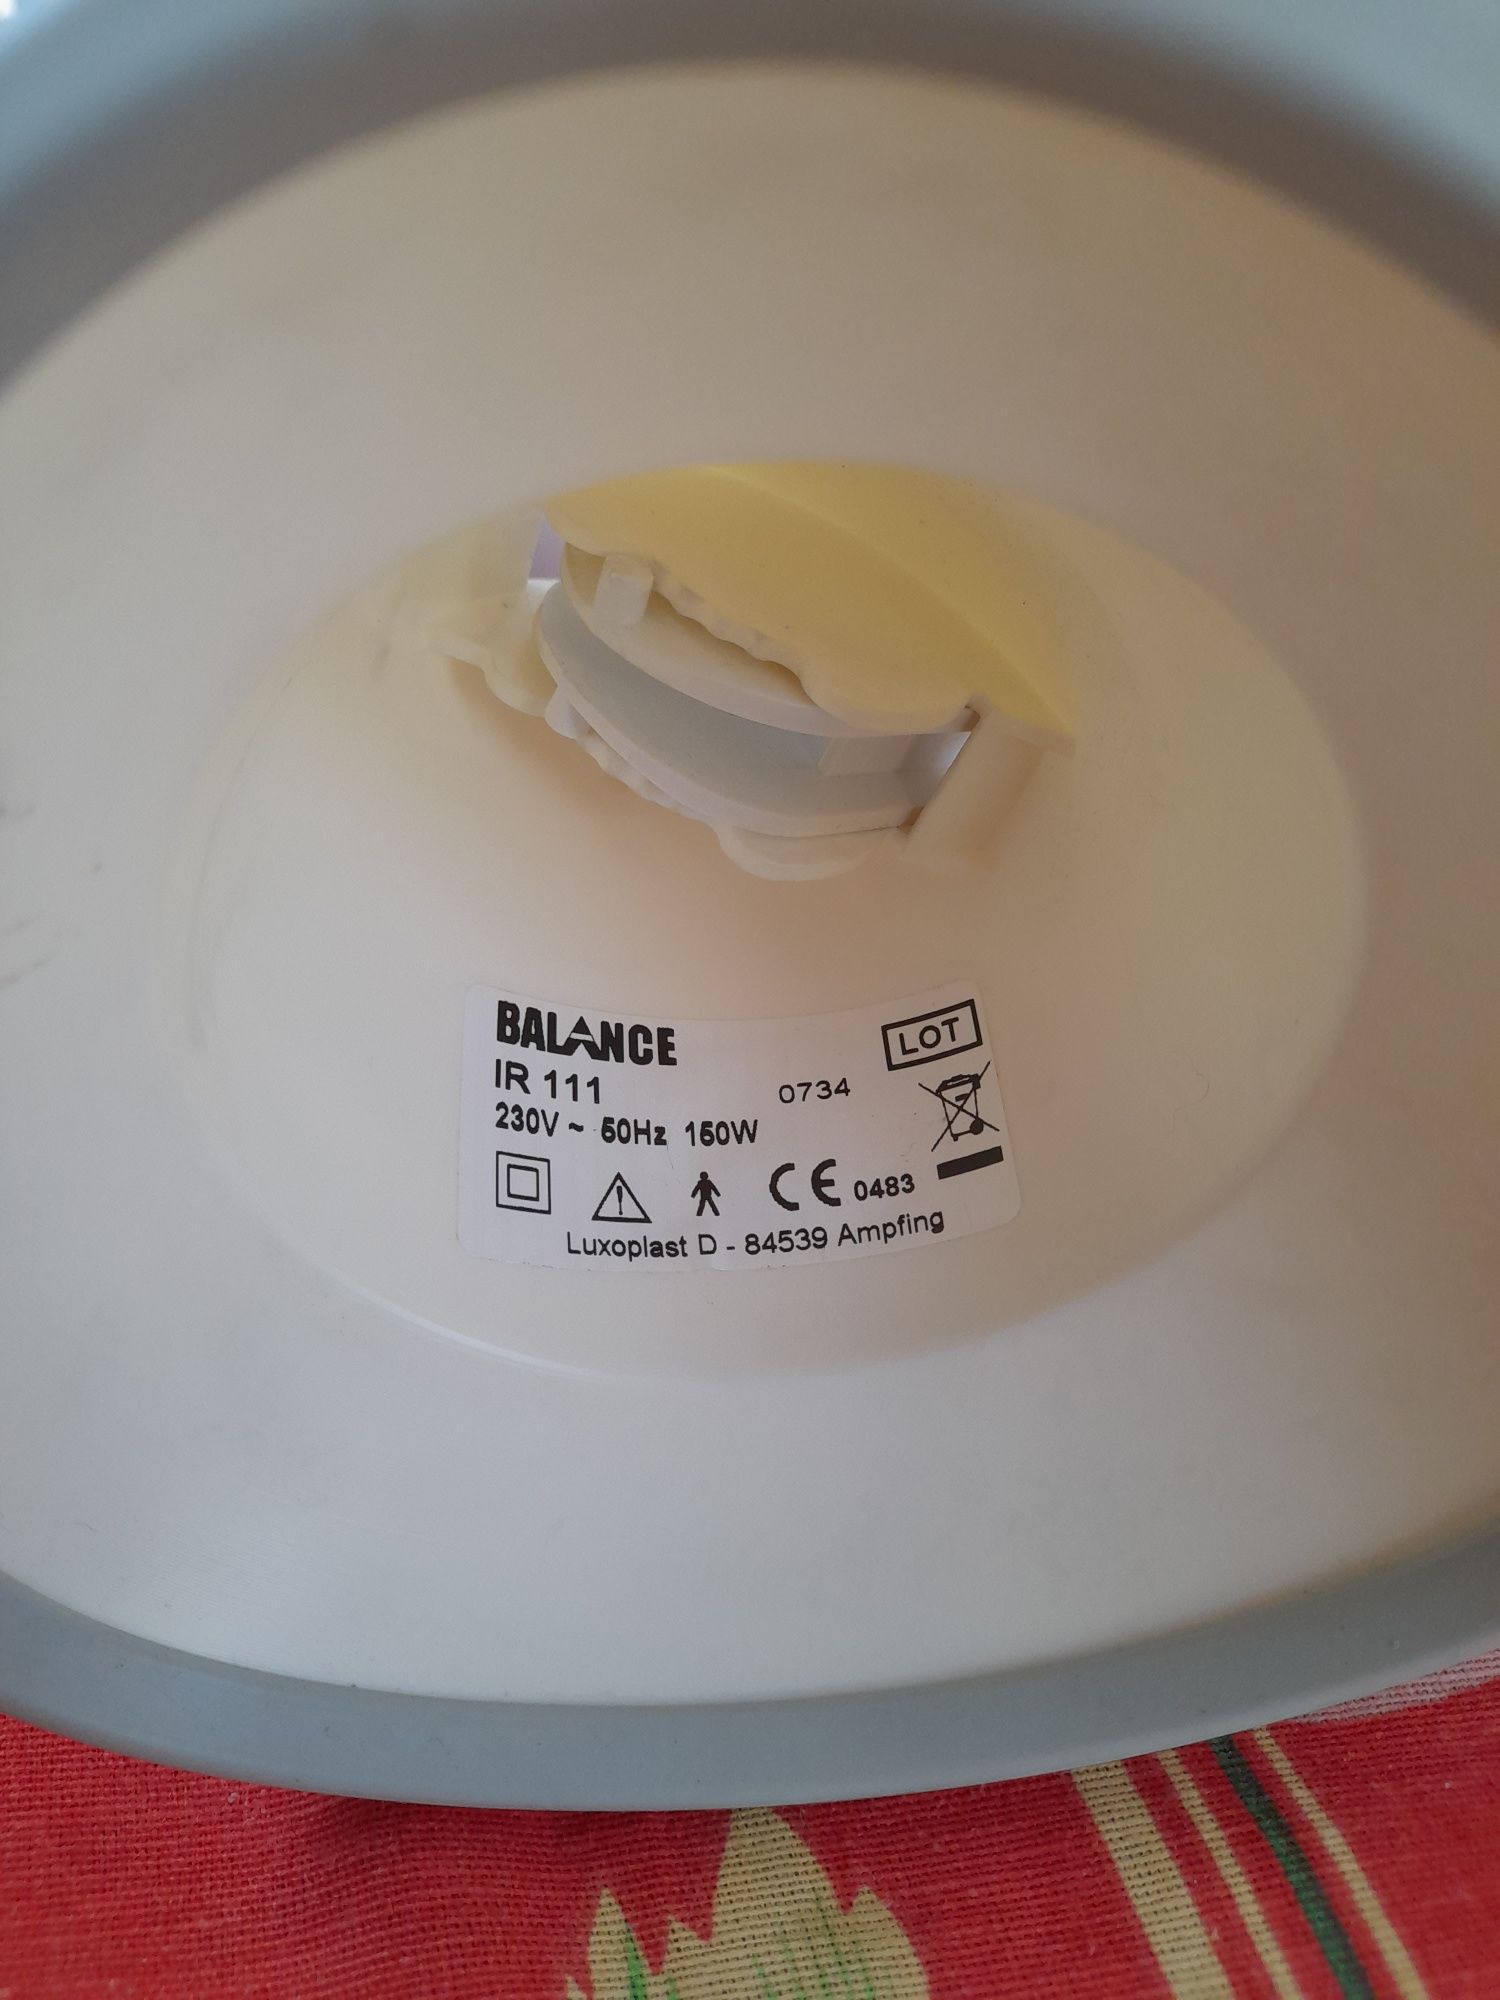 BALANCE
LOT
IR 111
0734
230V ~ 50Hz 150W
CE 0483
Luxoplast D - 84539 Ampfing